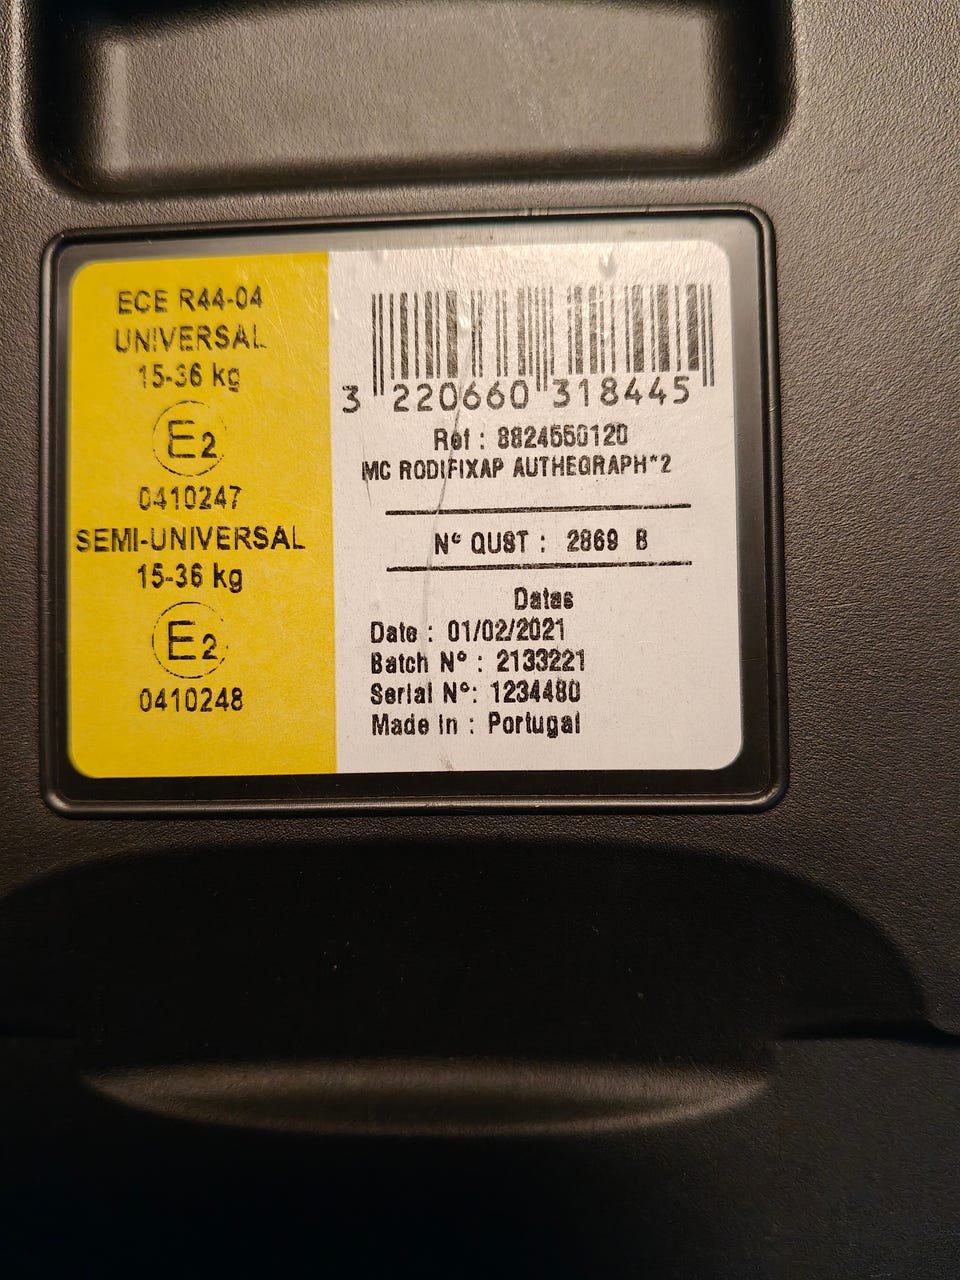 ECE R44-04
UNIVERSAL
15-36 kg
E2
0410247
SEMI-UNIVERSAL
15-36 kg
E2
0410248
3 220660 318445
Ref : 8824550120
MC RODIFIXAP AUTHEGRAPH*2
N° QUST : 2869 B
Datas
Date : 01/02/2021
Batch N° : 2133221
Serial N°: 1234480
Made in : Portugal